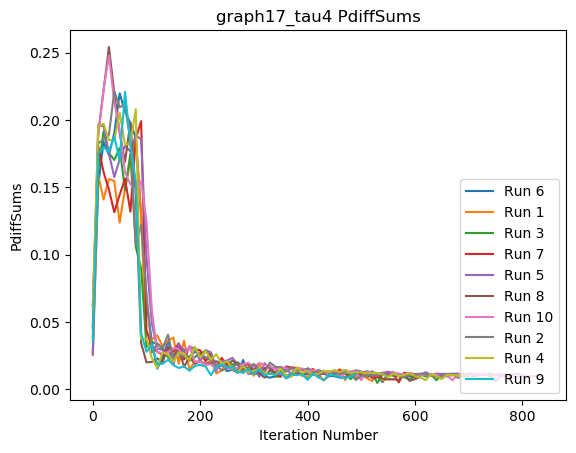 graph17_tau4 PdiffSums
PdiffSums
0.25
0.20
0.15
0.10
0.05
0.00
Run 6
Run 1
Run 3
Run 7
Run 5
Run 8
Run 10
Run 2
Run 4
Run 9
0 200 400 600 800
Iteration Number